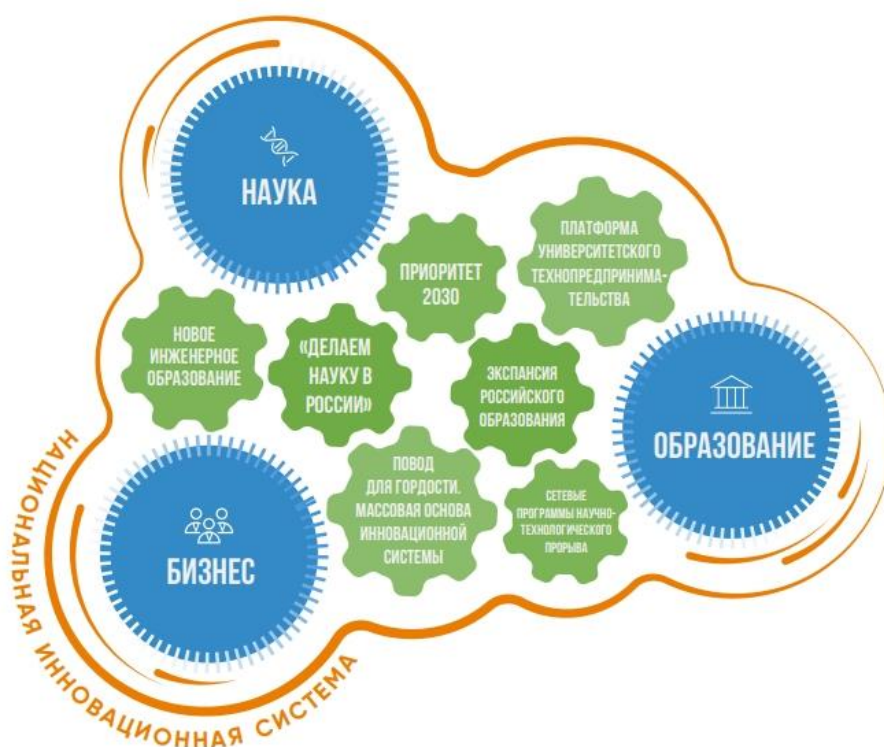 НАУКА
ПРИОРИТЕТ
2030
ПЛАТФОРМА
УНИВЕРСИТЕТСКОГО
ТЕХНОПРЕДПРИНИМА-
ТЕЛЬСТВА
НОВОЕ
ИНЖЕНЕРНОЕ
ОБРАЗОВАНИЕ
«ДЕЛАЕМ
НАУКУ В
РОССИИ»
ЭКСПАНСИЯ
РОССИЙСКОГО
ОБРАЗОВАНИЯ
ОБРАЗОВАНИЕ
ПОВОД
ДЛЯ ГОРДОСТИ.
МАССОВАЯ ОСНОВА
ИННОВАЦИОННОЙ
СИСТЕМЫ
СЕТЕВЫЕ
ПРОГРАММЫ НАУЧНО-
ТЕХНОЛОГИЧЕСКОГО
ПРОРЫВА
БИЗНЕС
НАЦИОНАЛЬНАЯ ИННОВАЦИОННАЯ СИСТЕМА